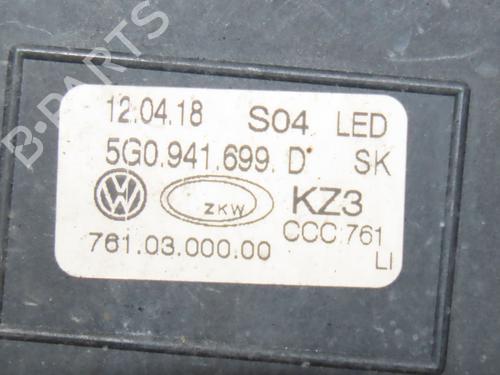 12.04.18 S04 LED
5G0.941.699. D SK
VW ZKW KZ3
761.03.000.00 CCC 761
LI
B-PARTS